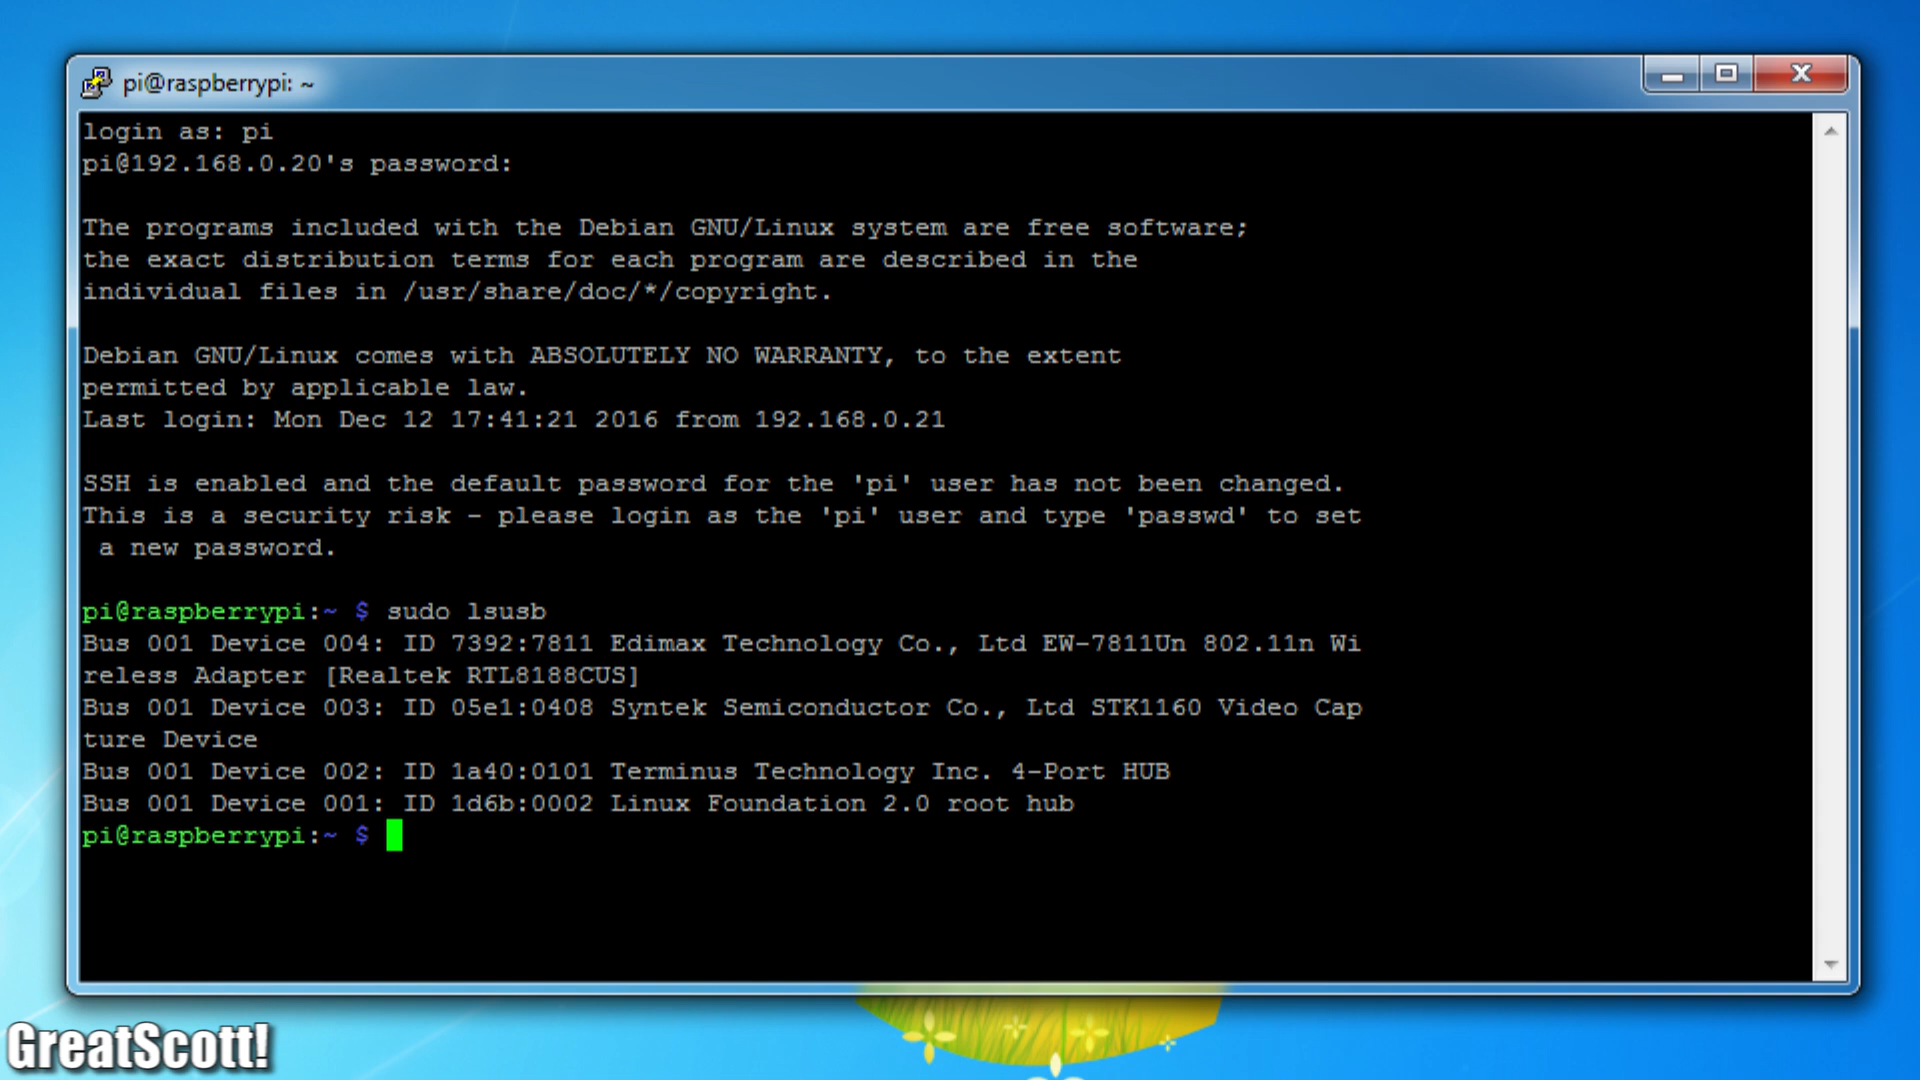 pi@raspberrypi: ~
login as: pi
pi@192.168.0.20's password:
The programs included with the Debian GNU/Linux system are free software;
the exact distribution terms for each program are described in the
individual files in /usr/share/doc/*/copyright.
Debian GNU/Linux comes with ABSOLUTELY NO WARRANTY, to the extent
permitted by applicable law.
Last login: Mon Dec 12 17:41:21 2016 from 192.168.0.21
SSH is enabled and the default password for the 'pi' user has not been changed.
This is a security risk - please login as the 'pi' user and type 'passwd' to set
 a new password.
pi@raspberrypi:~ $ sudo lsusb
Bus 001 Device 004: ID 7392:7811 Edimax Technology Co., Ltd EW-7811Un 802.11n Wi
reless Adapter [Realtek RTL8188CUS]
Bus 001 Device 003: ID 05e1:0408 Syntek Semiconductor Co., Ltd STK1160 Video Cap
ture Device
Bus 001 Device 002: ID 1a40:0101 Terminus Technology Inc. 4-Port HUB
Bus 001 Device 001: ID 1d6b:0002 Linux Foundation 2.0 root hub
pi@raspberrypi:~ $
GreatScott!